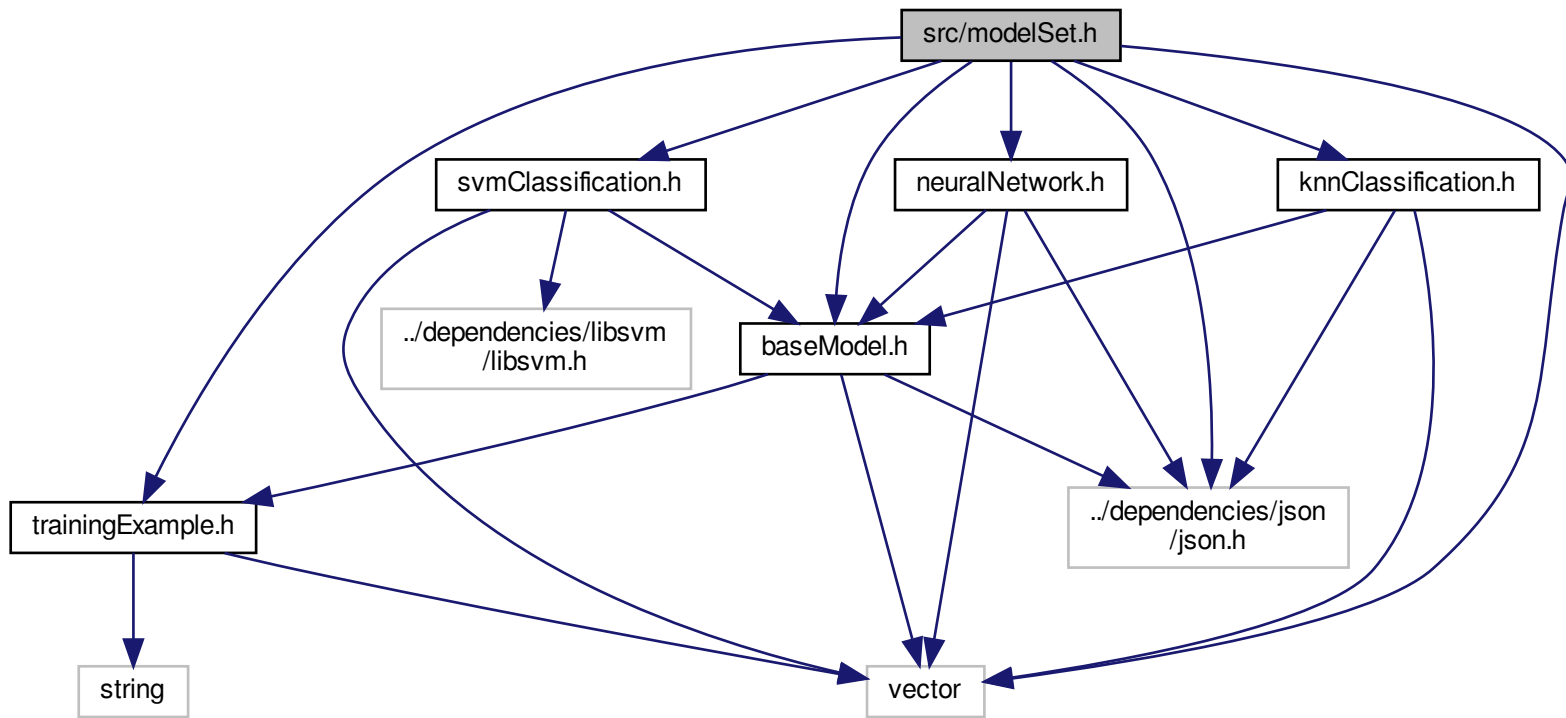 src/modelSet.h
svmClassification.h
neuralNetwork.h
knnClassification.h
../dependencies/libsvm
/libsvm.h
baseModel.h
trainingExample.h
../dependencies/json
/json.h
string
vector